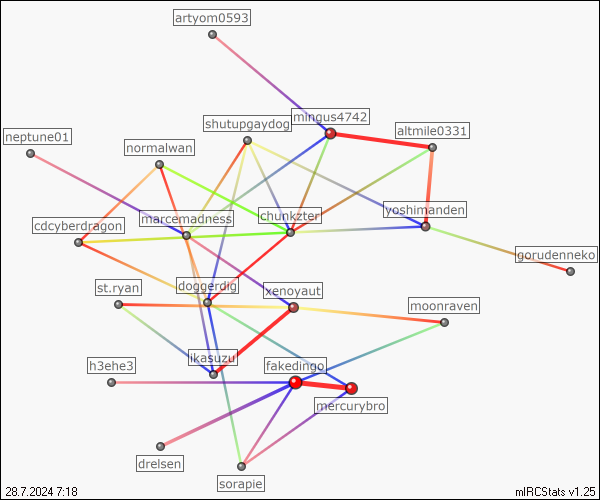 artyom0593
mingus4742
shutupgaydog
altmile0331
neptune01
normalwan
marcemadness
chunkzter
yoshimanden
cdcyberdragon
gorudenneko
st.ryan
doggerdig
xenoyaut
moonraven
ikasuzu
h3ehe3
fakedingo
mercurybro
drelsen
sorapie
28.7.2024 7:18
mIRCStats v1.25